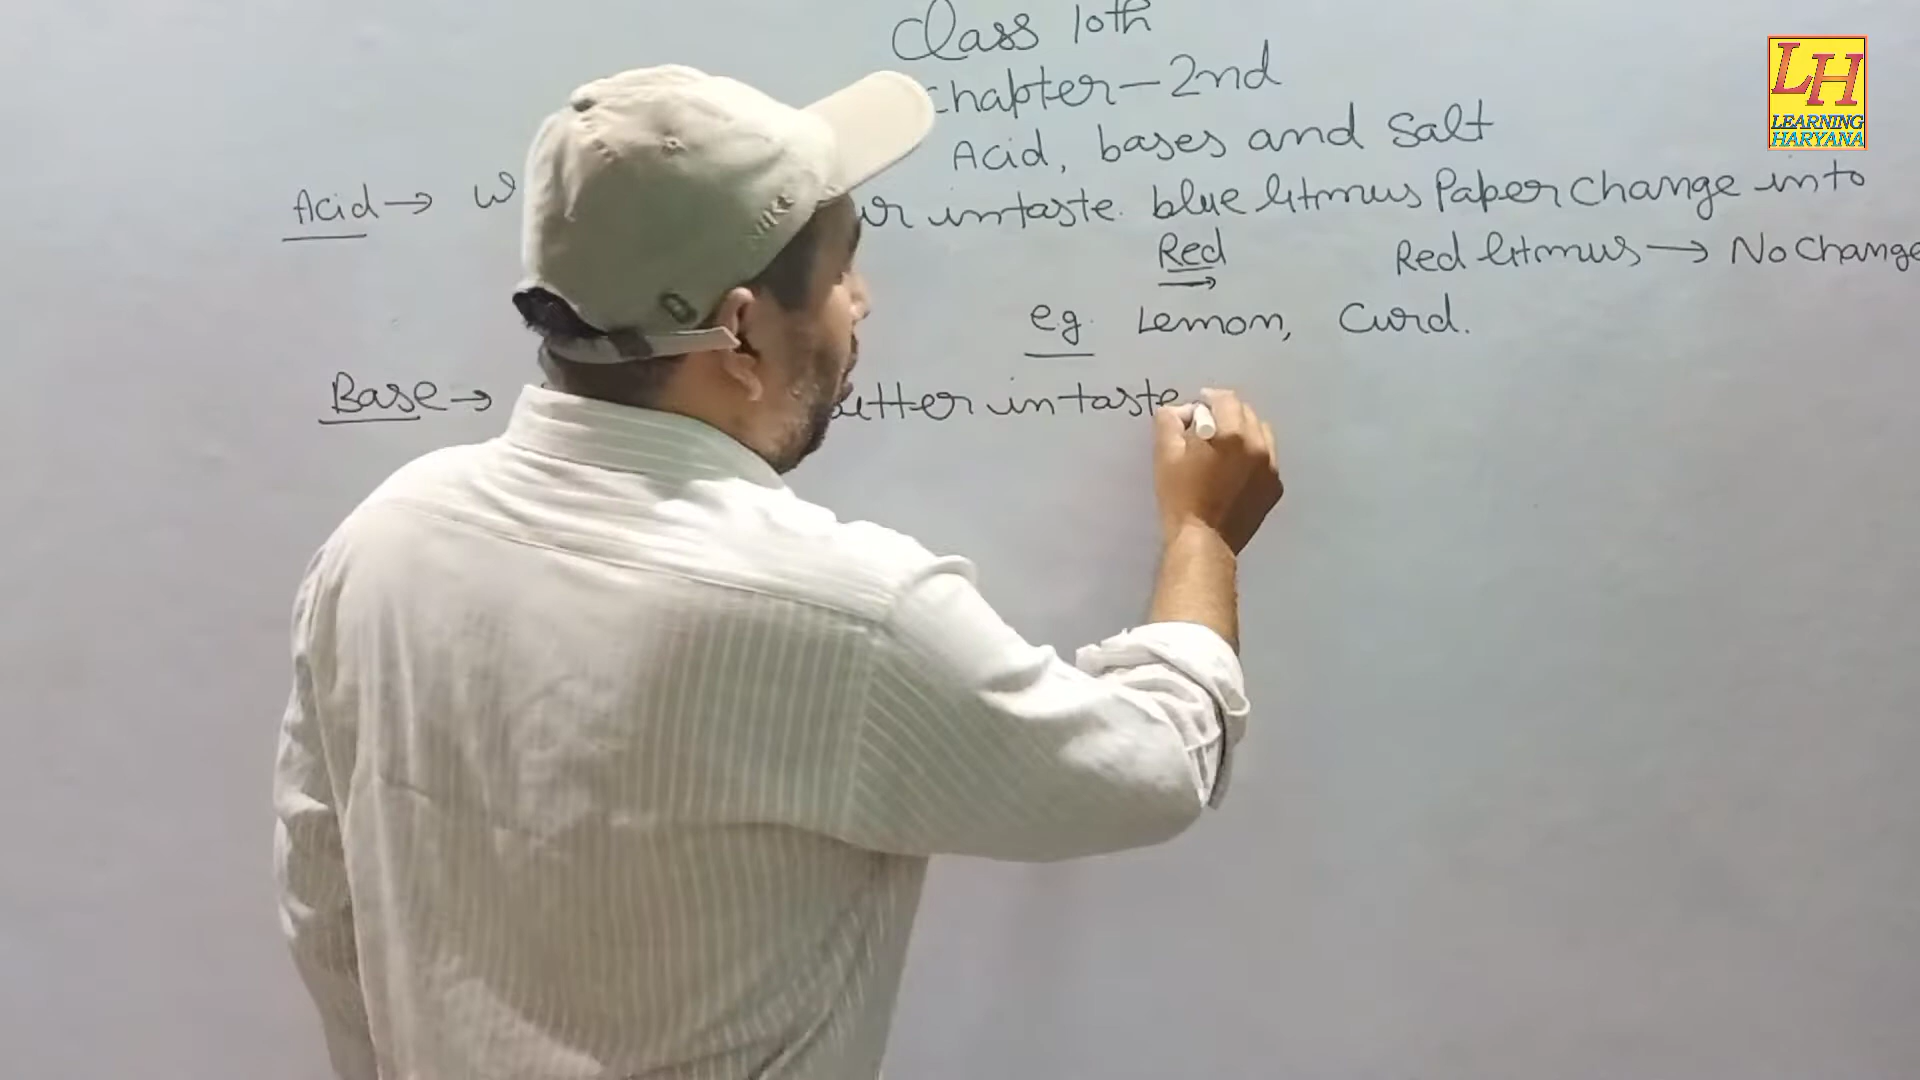 Class 10th
chapter-2nd
Acid, bases and Salt
Acid → in taste. blue litmus Paper Change into
Red
Red litmus → No Change
e.g. Lemon, Curd.
Base → in taste
LH
LEARNING
HARYANA
NIKE